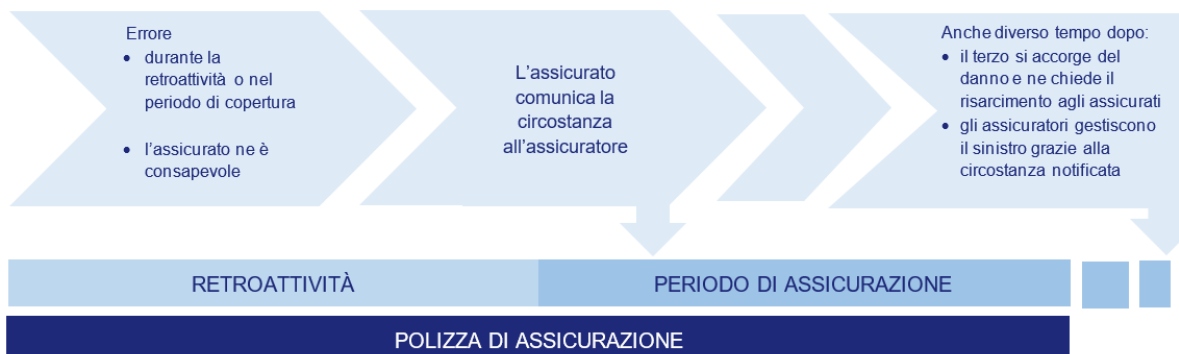 Errore
• durante la
retroattività o nel
periodo di copertura
• l'assicurato ne è
consapevole
L'assicurato
comunica la
circostanza
all'assicuratore
Anche diverso tempo dopo:
• il terzo si accorge del
danno e ne chiede il
risarcimento agli assicurati
• gli assicuratori gestiscono
il sinistro grazie alla
circostanza notificata
RETROATTIVITÀ
PERIODO DI ASSICURAZIONE
POLIZZA DI ASSICURAZIONE